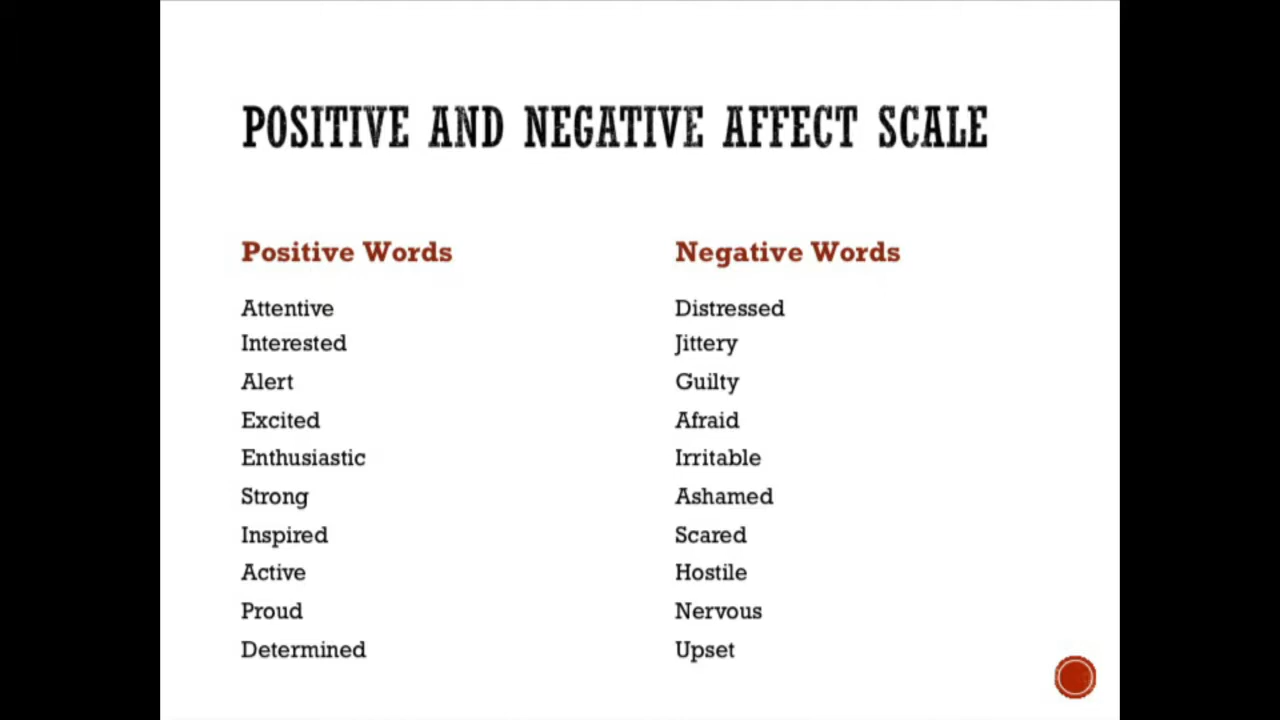 POSITIVE AND NEGATIVE AFFECT SCALE
Positive Words
Attentive
Interested
Alert
Excited
Enthusiastic
Strong
Inspired
Active
Proud
Determined
Negative Words
Distressed
Jittery
Guilty
Afraid
Irritable
Ashamed
Scared
Hostile
Nervous
Upset